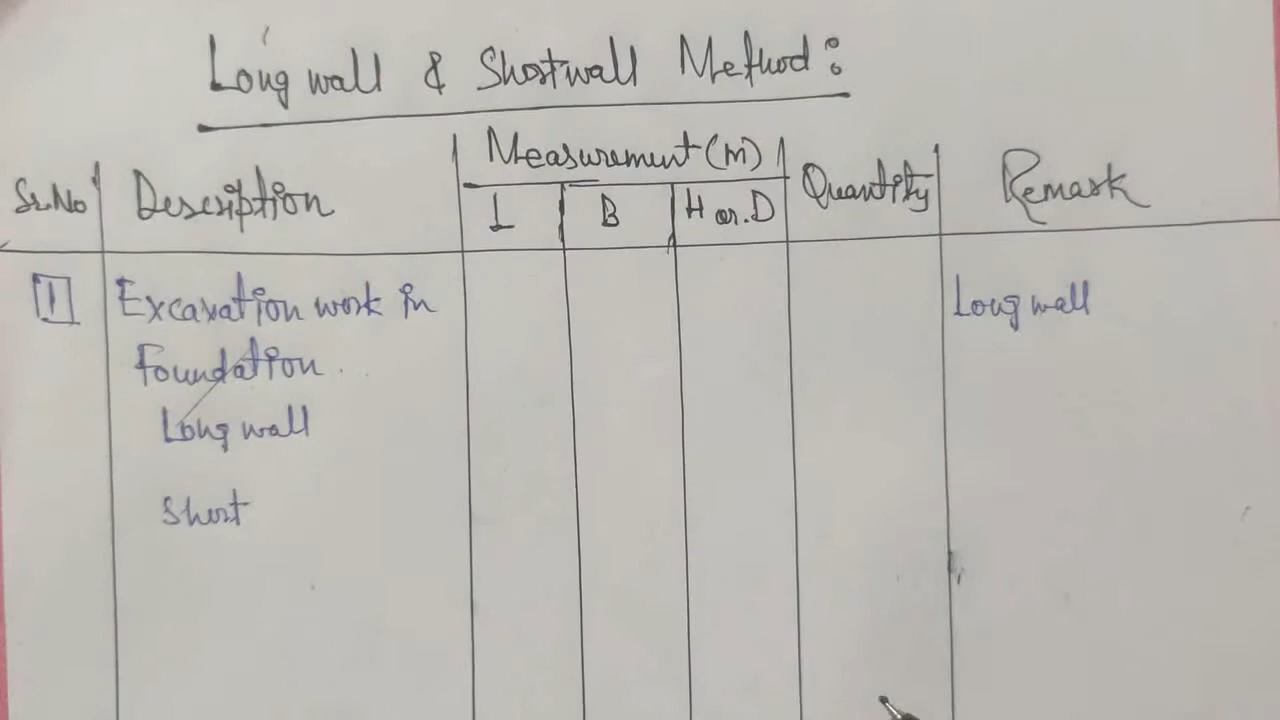 Long wall & Shortwall Method:
Sr.No Description Measurement (m) Quantity Remark
L B H or.D
1 Excavation work in Long wall
Foundation
Long wall
Short